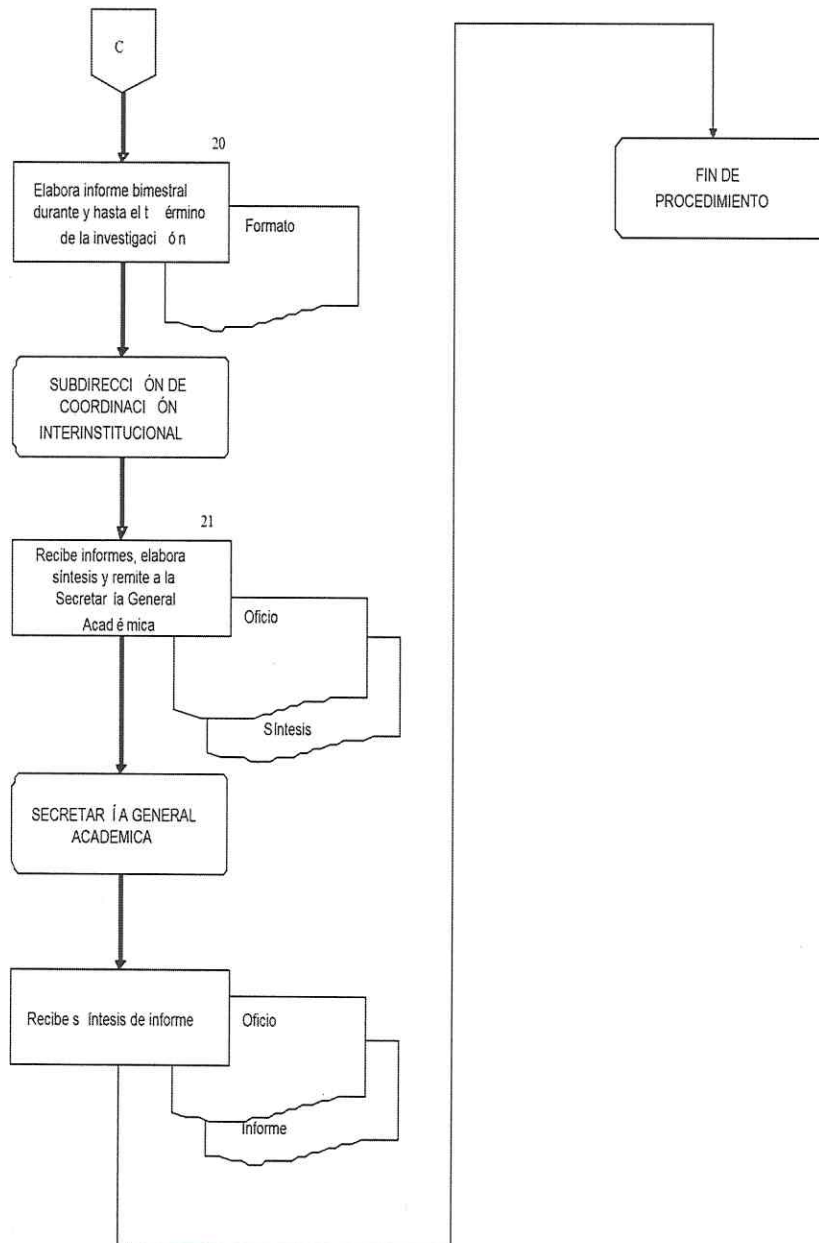 C
20
Elabora informe bimestral
durante y hasta el t érmino
de la investigaci ón
Formato
SUBDIRECCI ÓN DE
COORDINACI ÓN
INTERINSTITUCIONAL
21
Recibe informes, elabora
síntesis y remite a la
Secretar ía General
Acad é mica
Oficio
Síntesis
SECRETAR ÍA GENERAL
ACADEMICA
Recibe s íntesis de informe
Oficio
Informe
FIN DE
PROCEDIMIENTO